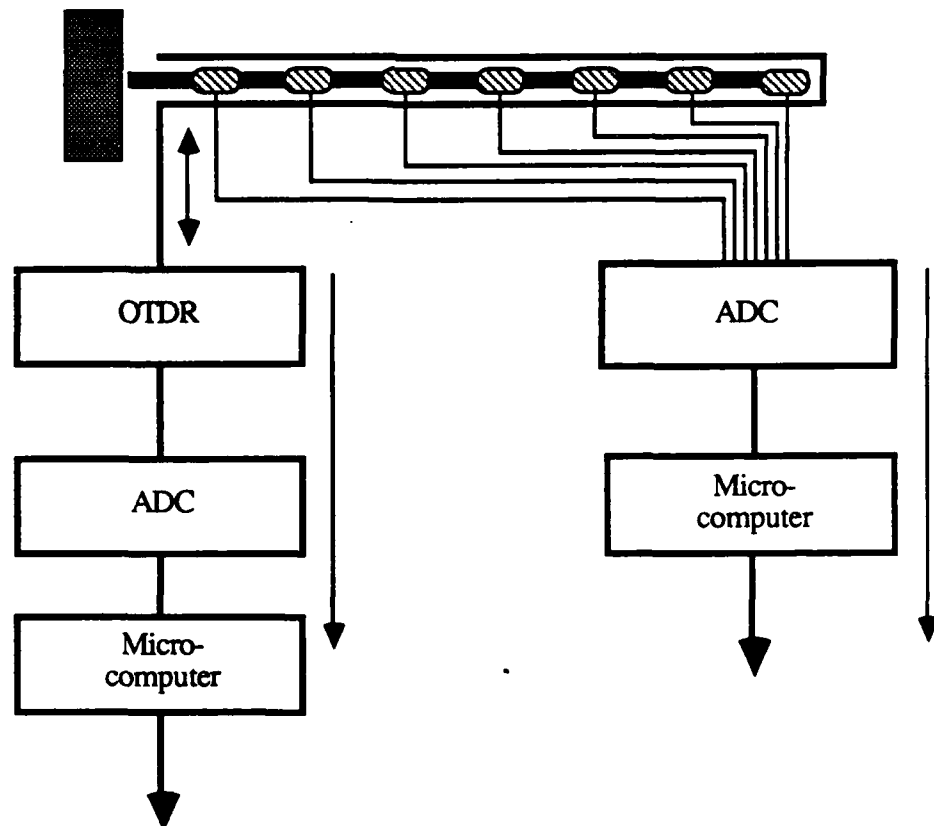 OTDR
ADC
ADC
Micro-
computer
Micro-
computer